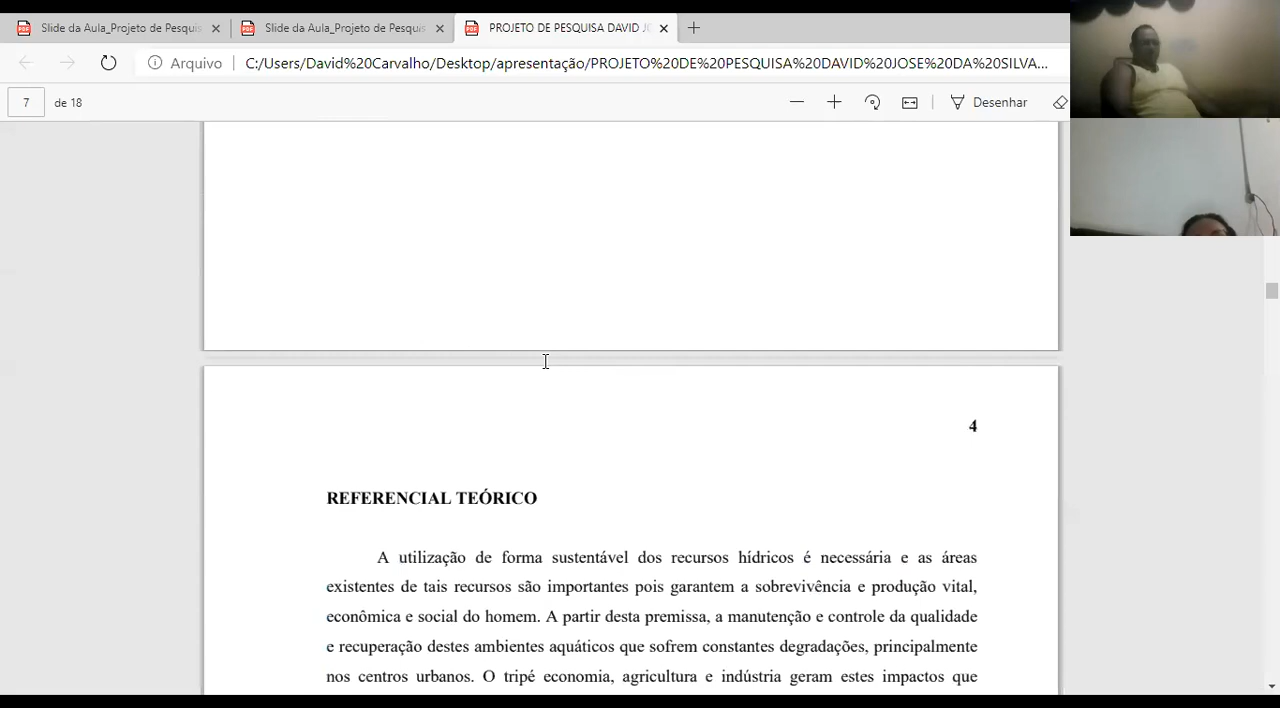 Slide da Aula_Projeto de Pesquis
Slide da Aula_Projeto de Pesquis
PROJETO DE PESQUISA DAVID JO
Arquivo
C:/Users/David%20Carvalho/Desktop/apresentação/PROJETO%20DE%20PESQUISA%20DAVID%20JOSE%20DA%20SILVA...
7 de 18
Desenhar
4
REFERENCIAL TEÓRICO
A utilização de forma sustentável dos recursos hídricos é necessária e as áreas
existentes de tais recursos são importantes pois garantem a sobrevivência e produção vital,
econômica e social do homem. A partir desta premissa, a manutenção e controle da qualidade
e recuperação destes ambientes aquáticos que sofrem constantes degradações, principalmente
nos centros urbanos. O tripé economia, agricultura e indústria geram estes impactos que